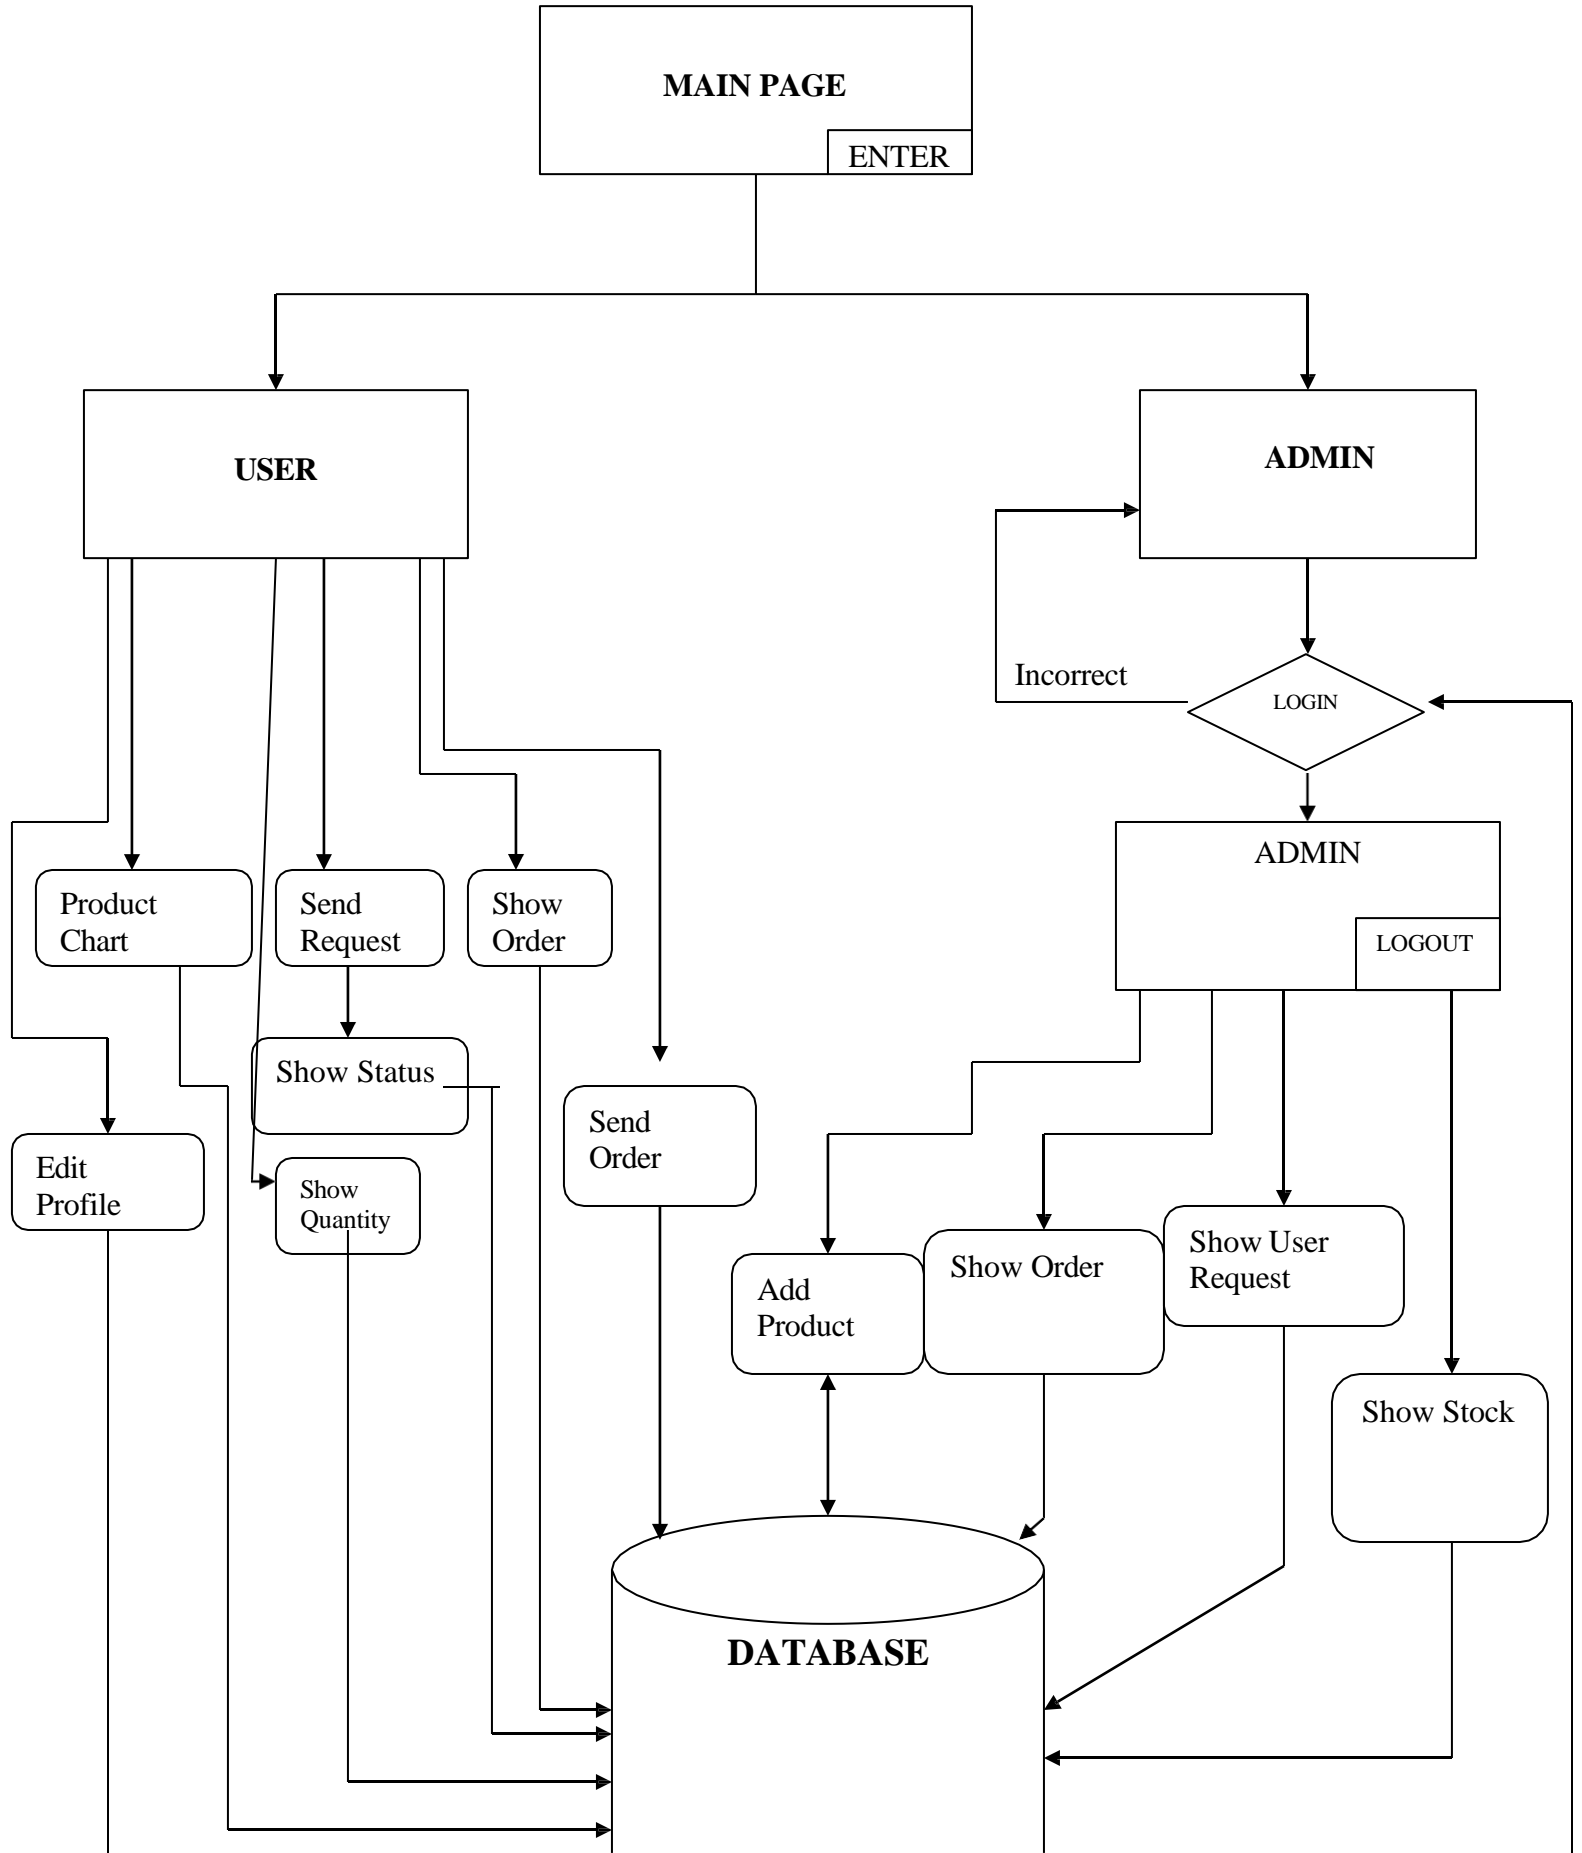 MAIN PAGE
ENTER
USER
ADMIN
Incorrect
LOGIN
ADMIN
LOGOUT
Product
Chart
Send
Request
Show
Order
Show Status
Send
Order
Edit
Profile
Show
Quantity
Add
Product
Show Order
Show User
Request
Show Stock
DATABASE